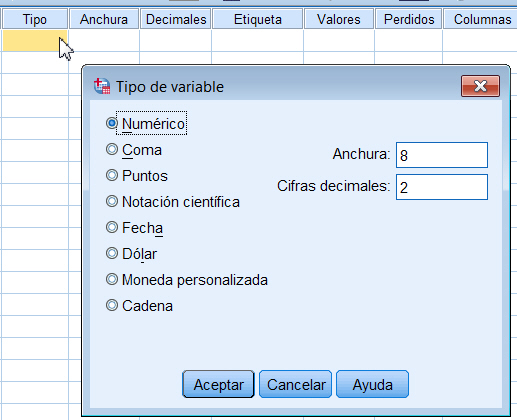 Tipo Anchura Decimales Etiqueta Valores Perdidos Columnas
Tipo de variable
Numérico
Coma
Puntos
Notación científica
Fecha
Dólar
Moneda personalizada
Cadena
Anchura: 8
Cifras decimales: 2
Aceptar Cancelar Ayuda